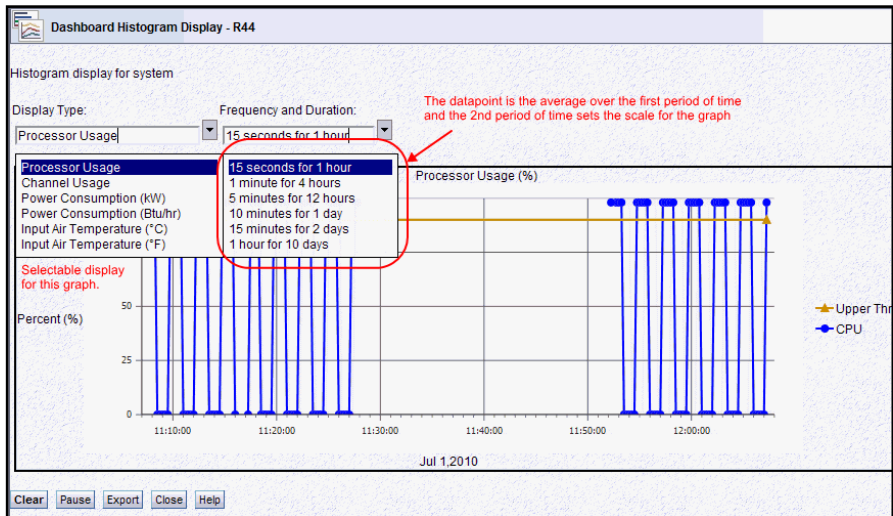 Dashboard Histogram Display - R44
Histogram display for system
Display Type:
Frequency and Duration:
The datapoint is the average over the first period of time
and the 2nd period of time sets the scale for the graph
Processor Usage
15 seconds for 1 hour
Processor Usage
Channel Usage
Power Consumption (kW)
Power Consumption (Btu/hr)
Input Air Temperature (°C)
Input Air Temperature (°F)
15 seconds for 1 hour
1 minute for 4 hours
5 minutes for 12 hours
10 minutes for 1 day
15 minutes for 2 days
1 hour for 10 days
Processor Usage (%)
Selectable display
for this graph.
Percent (%)
50
25
0
11:10:00
11:20:00
11:30:00
11:40:00
11:50:00
12:00:00
Jul 1,2010
Upper Thr
CPU
Clear
Pause
Export
Close
Help